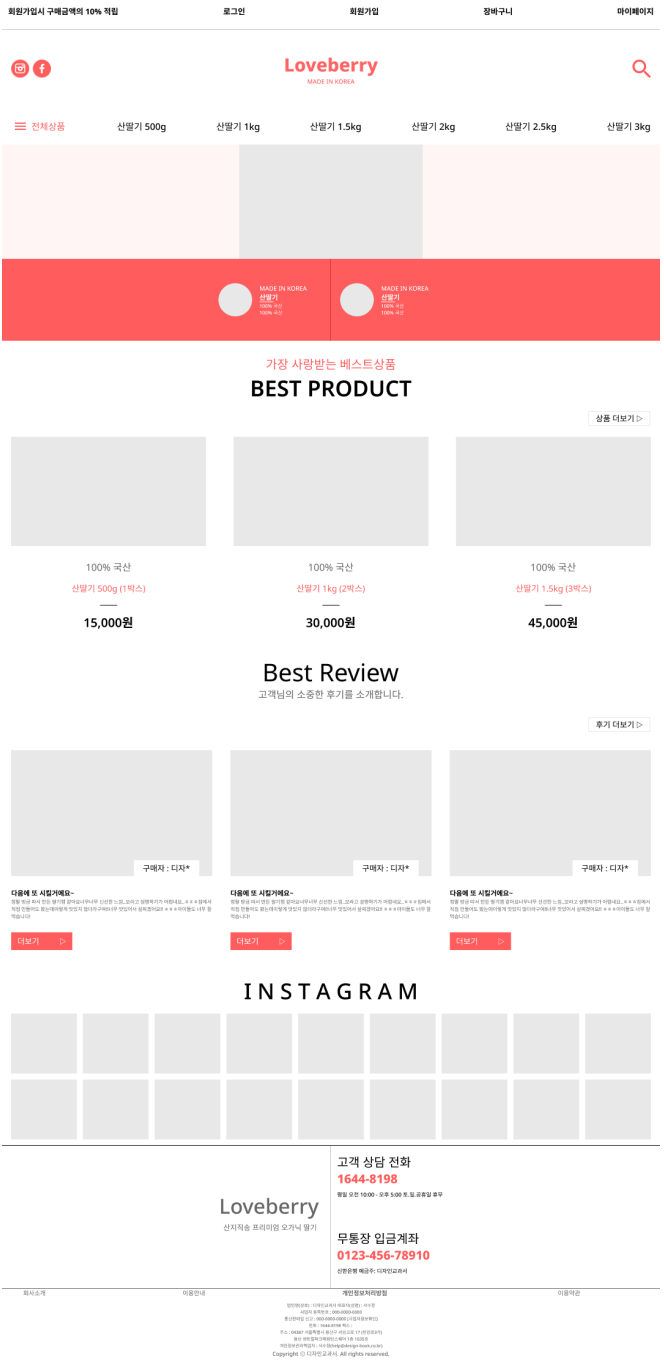 회원가입시 구매금액의 10% 적립 로그인 회원가입 장바구니 마이페이지
Loveberry
MADE IN KOREA
전체상품 산딸기 500g 산딸기 1kg 산딸기 1.5kg 산딸기 2kg 산딸기 2.5kg 산딸기 3kg
MADE IN KOREA
산딸기
100% 국산
100% 국산
MADE IN KOREA
산딸기
100% 국산
100% 국산
가장 사랑받는 베스트상품
BEST PRODUCT
상품 더보기 ▷
100% 국산
산딸기 500g (1박스)
15,000원
100% 국산
산딸기 1kg (2박스)
30,000원
100% 국산
산딸기 1.5kg (3박스)
45,000원
Best Review
고객님의 소중한 후기를 소개합니다.
후기 더보기 ▷
구매자 : 디자*
다음에 또 시킬거에요~
더보기 ▷
구매자 : 디자*
다음에 또 시킬거에요~
더보기 ▷
구매자 : 디자*
다음에 또 시킬거에요~
더보기 ▷
INSTAGRAM
Loveberry
산지직송 프리미엄 오가닉 딸기
고객 상담 전화
1644-8198
평일 오전 10:00 - 오후 5:00 토,일,공휴일 휴무
무통장 입금계좌
0123-456-78910
신한은행 예금주: 디자인교과서
회사소개 이용안내 개인정보처리방침 이용약관
사업자 등록번호 : 000-0000-0000
Copyright ⓒ 디자인교과서. All rights reserved.